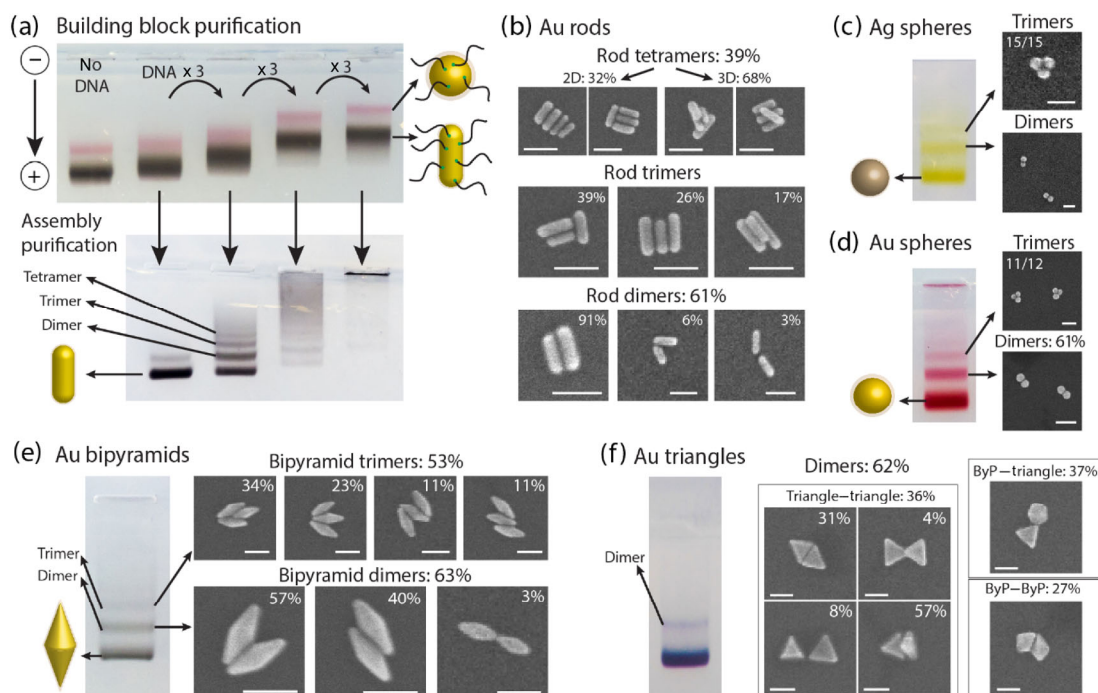 (a) Building block purification
−
+
No
DNA
DNA
x 3
x 3
x 3
Assembly
purification
Tetramer
Trimer
Dimer
(b) Au rods
Rod tetramers: 39%
2D: 32%
3D: 68%
Rod trimers
39%
26%
17%
Rod dimers: 61%
91%
6%
3%
(c) Ag spheres
Trimers
15/15
Dimers
(d) Au spheres
Trimers
11/12
Dimers: 61%
(e) Au bipyramids
Trimer
Dimer
Bipyramid trimers: 53%
34%
23%
11%
11%
Bipyramid dimers: 63%
57%
40%
3%
(f) Au triangles
Dimer
Dimers: 62%
Triangle−triangle: 36%
31%
4%
8%
57%
ByP−triangle: 37%
ByP−ByP: 27%